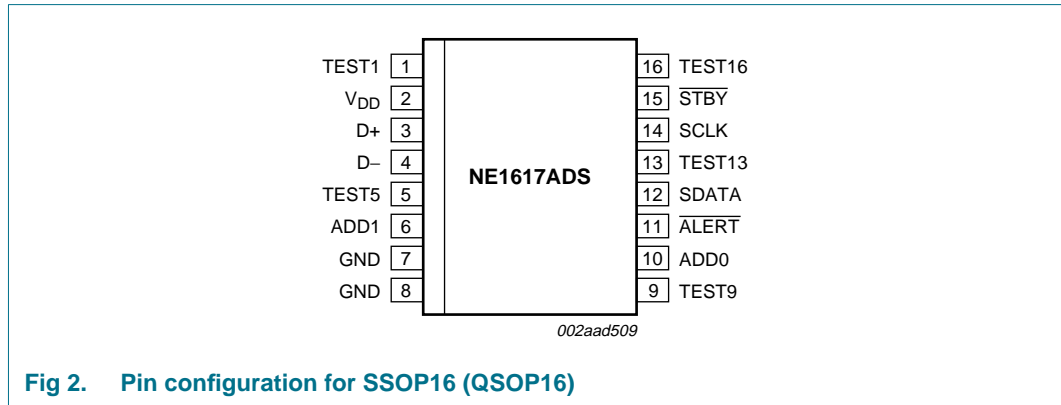 TEST1 1 16 TEST16
VDD 2 15 STBY
D+ 3 14 SCLK
D− 4 13 TEST13
NE1617ADS
TEST5 5 12 SDATA
ADD1 6 11 ALERT
GND 7 10 ADD0
GND 8 9 TEST9
002aad509
Fig 2. Pin configuration for SSOP16 (QSOP16)